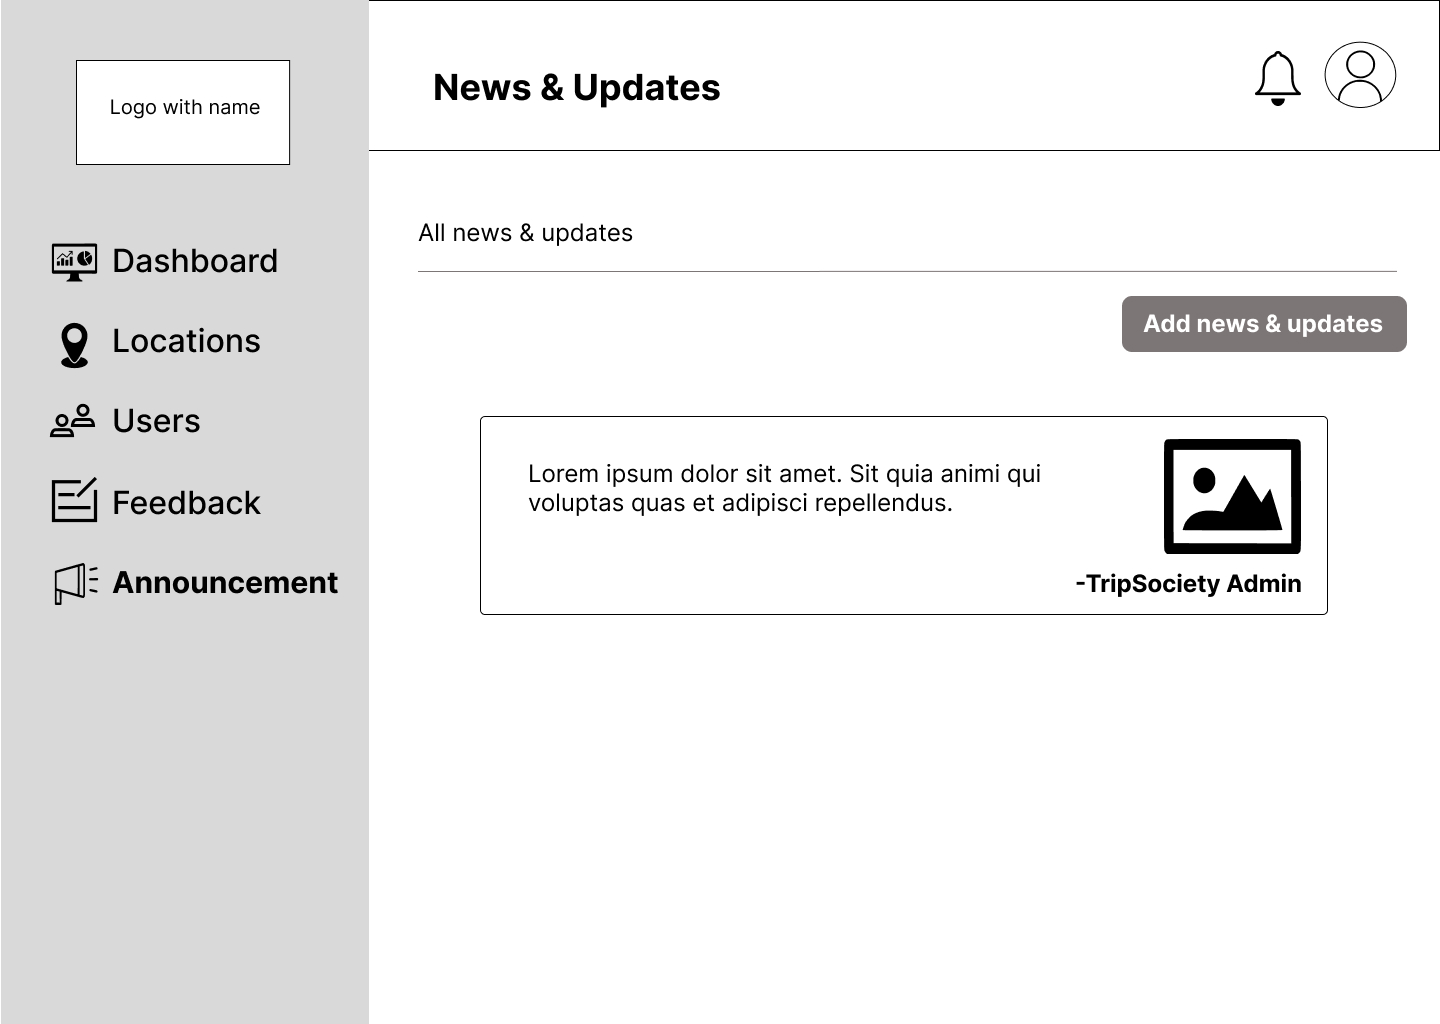 Logo with name
Dashboard
Locations
Users
Feedback
Announcement
News & Updates
All news & updates
Add news & updates
Lorem ipsum dolor sit amet. Sit quia animi qui
voluptas quas et adipisci repellendus.
-TripSociety Admin